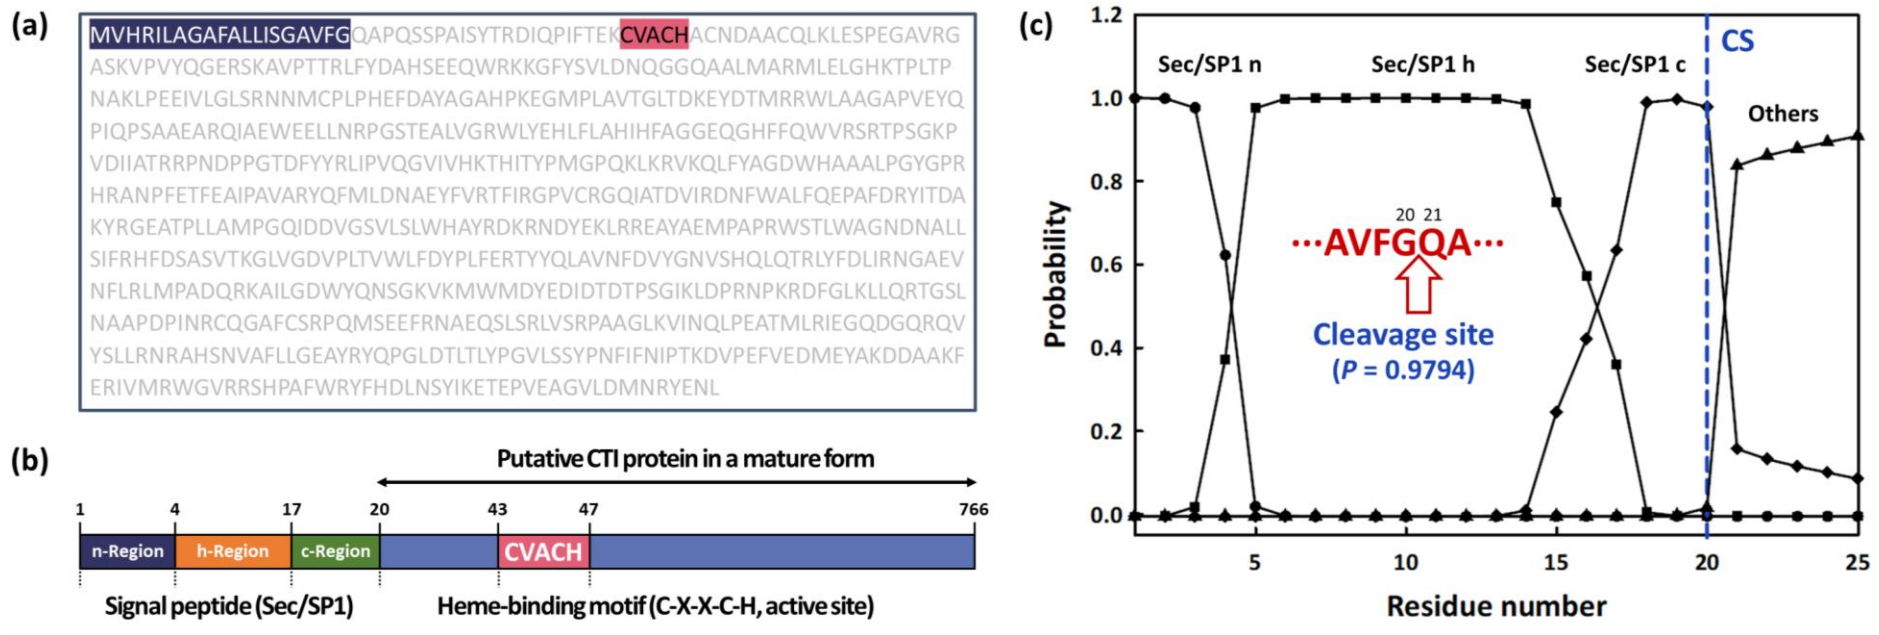 (a)
MVHRILAGAFALLISGAVFGQAPQSSPAISYTRDIQPIFTEKCVACHACNDAACQLKLESPEGAVRG
ASKVPVYQGERSKAVPTTRLFYDAHSEEQWRKKGFYSVLDNQGGQAALMARMLELGHKTPLTP
NAKLPEEIVLGLSRNNMCPLPHEFDAYAGAHPKEGMPLAVTGLTDKEYDTMRRWLAAGAPVEYQ
PIQPSAAEARQIAEWEELLNRPGSTEALVGRWLYEHLFLAHIHFAGGEQGHFFQWVRSRTPSGKP
VDIIATRRPNDPPGTDFYYRLIPVQGVIVHKTHITYPMGPQKLKRVKQLFYAGDWHAAALPGYGPR
HRANPFETFEAIPAVARYQFMLDNAEYFVRTFIRGPVCRGQIATDVIRDNFWALFQEPAFDRYITDA
KYRGEATPLLAMPGQIDDVGSVLSLWHAYRDKRNDYEKLRREAYAEMPAPRWSTLWAGNDNALL
SIFRHFDSASVTKGLVGDVPLTVWLFDYPLFERTYYQLAVNFDVYGNVSHQLQTRLYFDLIRNGAEV
NFLRLMPADQRKAILGDWYQNSGKVKMWMDYEDIDTDTPSGIKLDPRNPKRDFGLKLLQRTGSL
NAAPDPINRCQGAFCSRPQMSEEFRNAEQSLSRLVSRPAAGLKVINQLPEATMLRIEGQDGQRQV
YSLLRNRAHSNVAFLLGEAYRYQPGLDTLTLYPGVLSSYPNFIFNIPTKDVPEFVEDMEYAKDDAAKF
ERIVMRWGVRRSHPAFWRYFHDLNSYIKETEPVEAGVLDMNRYENL
(b)
Putative CTI protein in a mature form
1 4 17 20 43 47 766
n-Region h-Region c-Region CVACH
Signal peptide (Sec/SP1) Heme-binding motif (C-X-X-C-H, active site)
(c)
1.2
1.0
0.8
0.6
0.4
0.2
0.0
Probability
Sec/SP1 n Sec/SP1 h Sec/SP1 c
CS
Others
20 21
···AVFGQA···
Cleavage site
(P = 0.9794)
5 10 15 20 25
Residue number